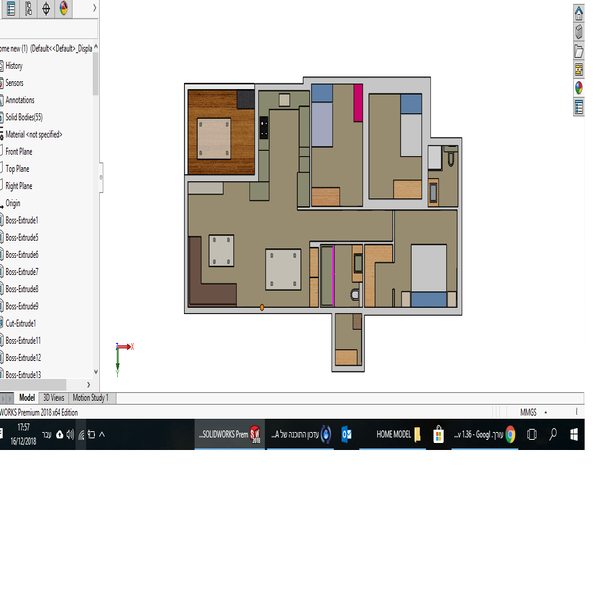 ome new (1) (Default<<Default>_Displa
History
Sensors
Annotations
Solid Bodies(55)
Material <not specified>
Front Plane
Top Plane
Right Plane
Origin
Boss-Extrude1
Boss-Extrude5
Boss-Extrude6
Boss-Extrude7
Boss-Extrude8
Boss-Extrude9
Cut-Extrude1
Boss-Extrude11
Boss-Extrude12
Boss-Extrude13
X
Y
Model 3D Views Motion Study 1
WORKS Premium 2018 x64 Edition MMGS
17:57
16/12/2018
עבר
...SOLIDWORKS Prem
2018
עדכון התוכנה של A...
HOME MODEL
...v 1.36 - Googl
עורך